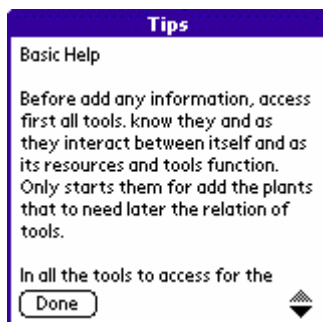 Tips
Basic Help
Before add any information, access
first all tools. know they and as
they interact between itself and as
its resources and tools function.
Only starts them for add the plants
that to need later the relation of
tools.
In all the tools to access for the
Done